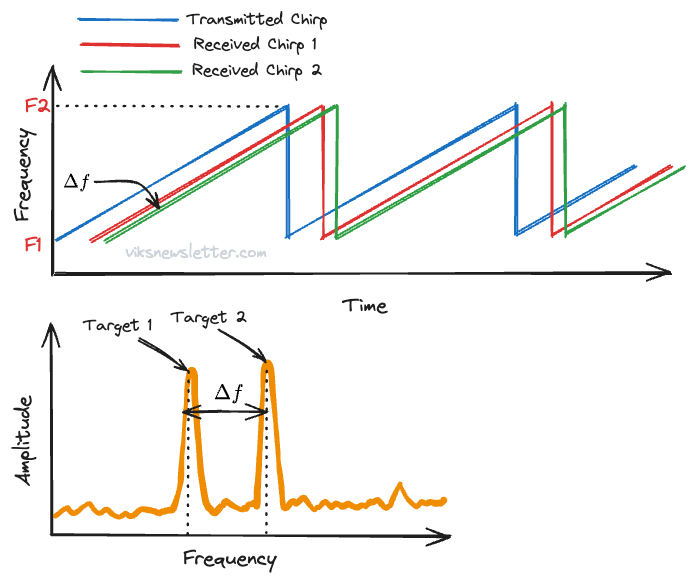 Transmitted Chirp
Received Chirp 1
Received Chirp 2
F2
Frequency
Δf
F1
viksnewsletter.com
Time
Target 1
Target 2
Δf
Amplitude
Frequency